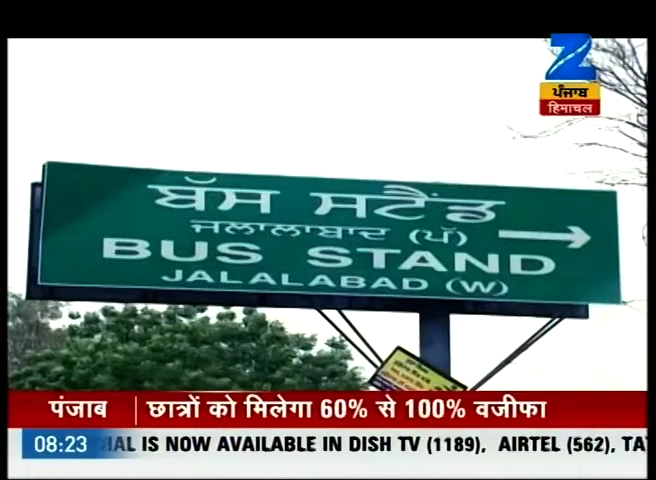 ਪੰਜਾਬ
हिमाचल
ਬੱਸ ਸਟੈਂਡ
ਜਲਾਲਾਬਾਦ (ਪੱ)
BUS STAND
JALALABAD (W)
पंजाब
छात्रों को मिलेगा 60% से 100% वजीफा
08:23
IS NOW AVAILABLE IN DISH TV (1189), AIRTEL (562),